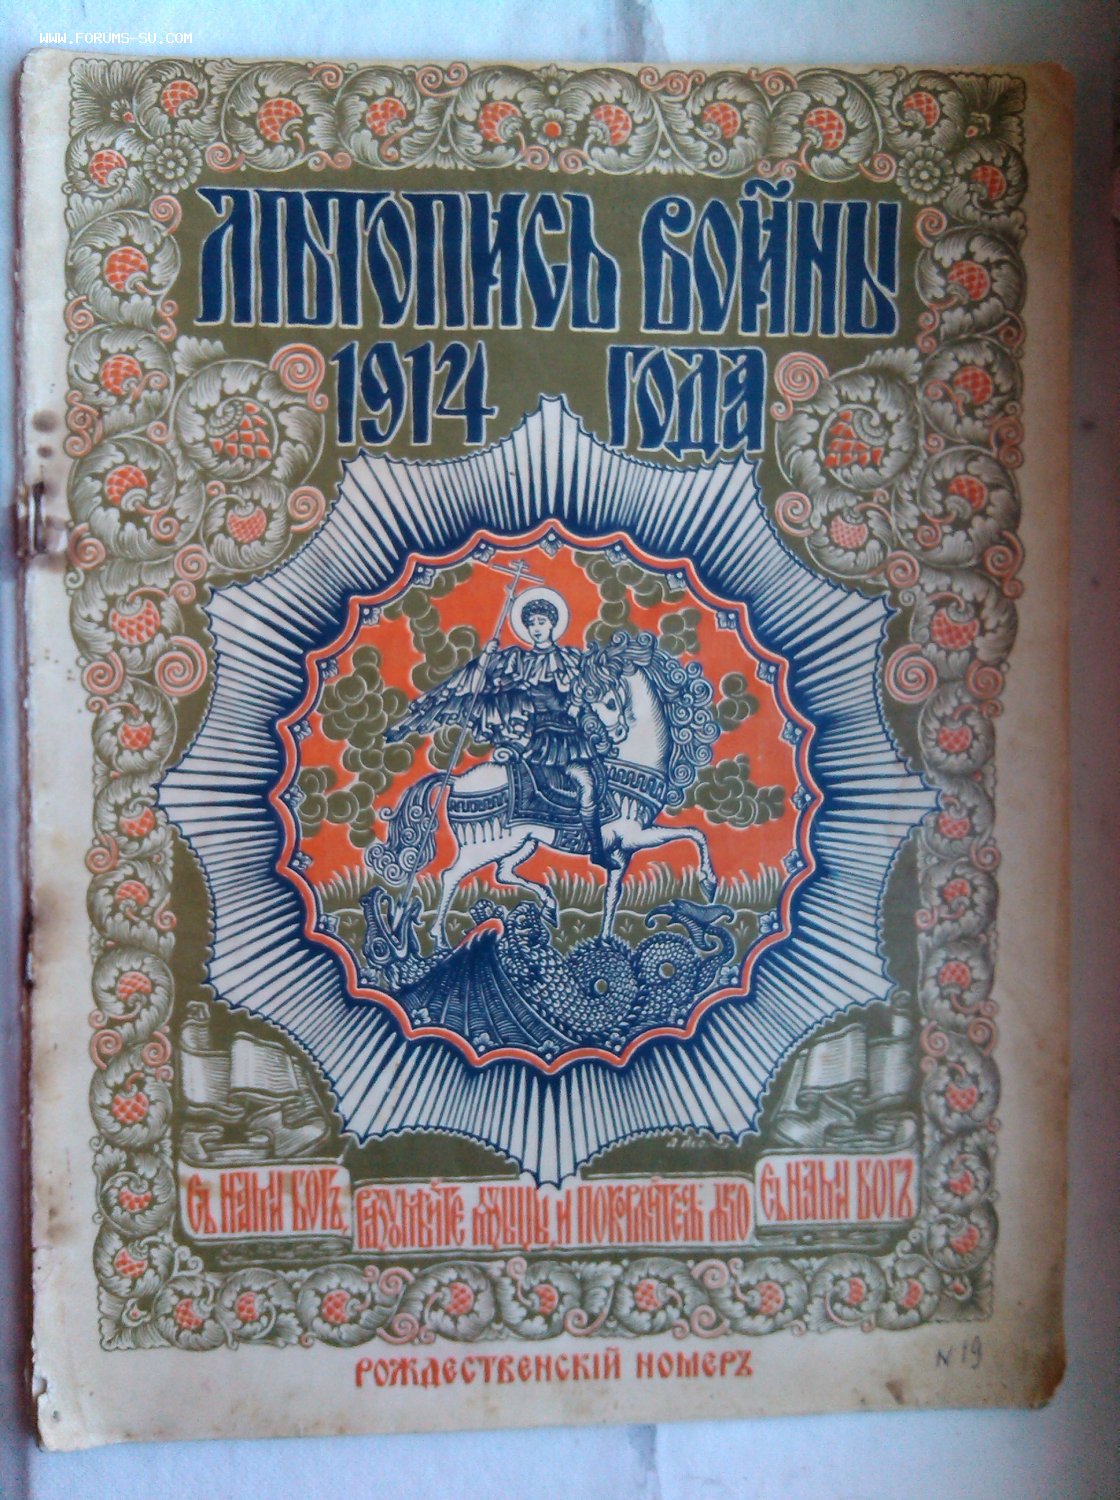 WWW.FORUMS-SU.COM
ЛѢТОПИСЬ ВОЙНЫ
1914 ГОДА
СЪ НАМИ БОГЪ, РАЗУМѢЙТЕ ЯЗЫЦЫ, И ПОКАРЯЙТЕСЯ ЯКО СЪ НАМИ БОГЪ
РОЖДЕСТВЕНСКІЙ НОМЕРЪ
N 19